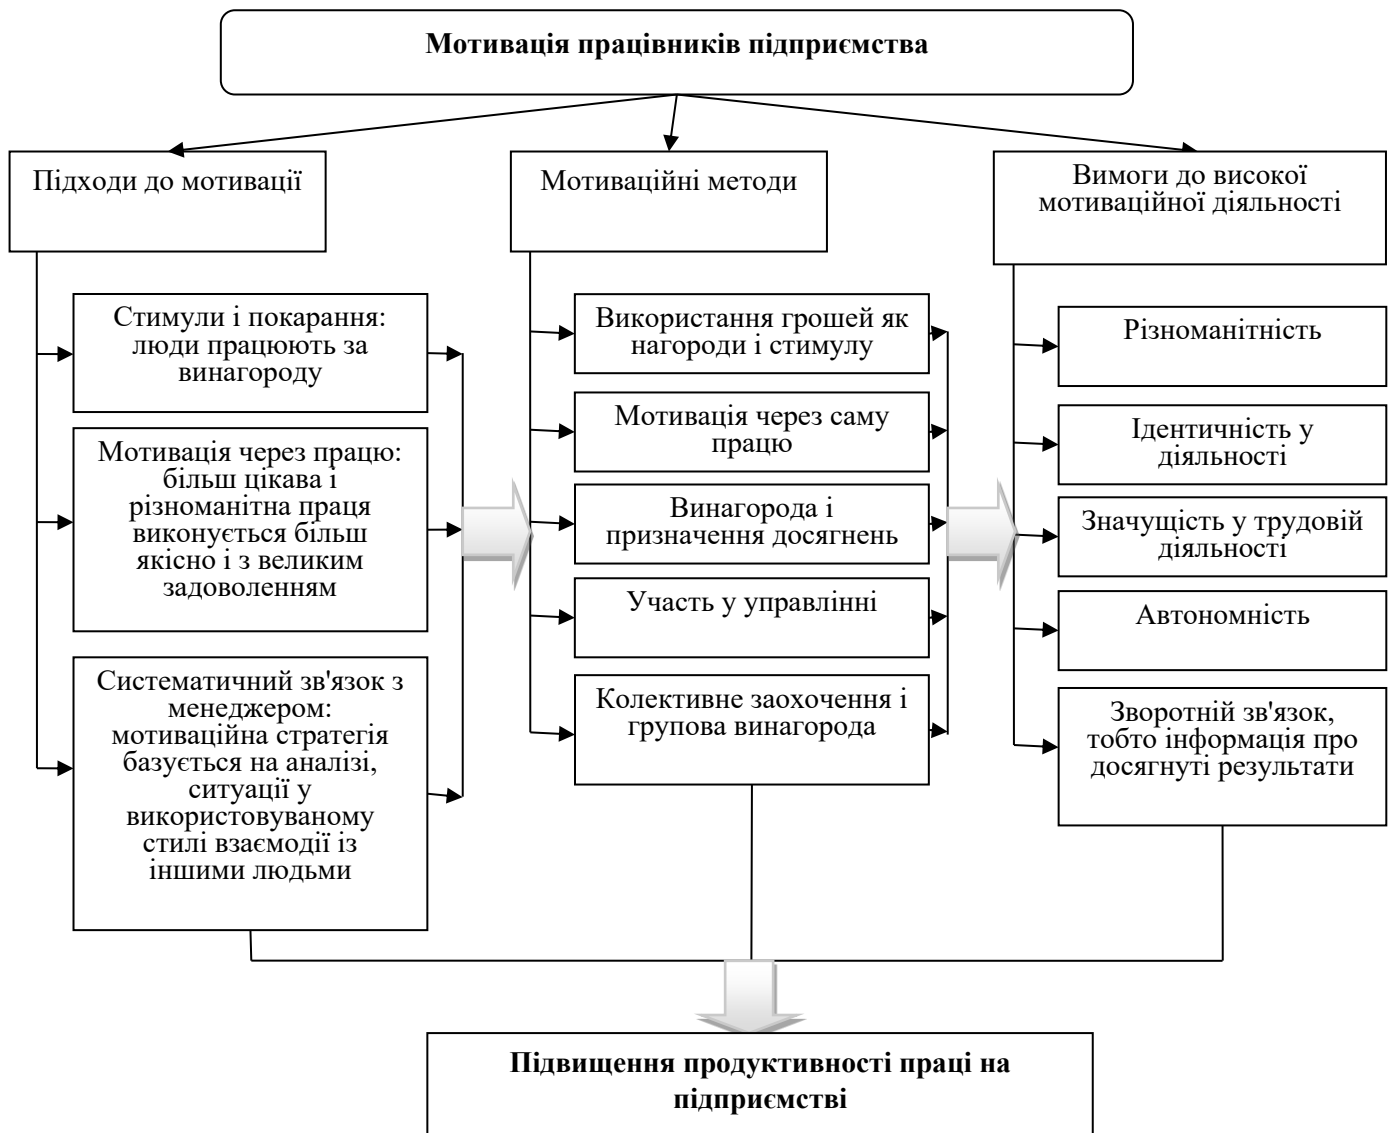 Мотивація працівників підприємства
Підходи до мотивації
Мотиваційні методи
Вимоги до високої
мотиваційної діяльності
Стимули і покарання:
люди працюють за
винагороду
Мотивація через працю:
більш цікава і
різноманітна праця
виконується більш
якісно і з великим
задоволенням
Систематичний зв'язок з
менеджером:
мотиваційна стратегія
базується на аналізі,
ситуації у
використовуваному
стилі взаємодії із
іншими людьми
Використання грошей як
нагороди і стимулу
Мотивація через саму
працю
Винагорода і
призначення досягнень
Участь у управлінні
Колективне заохочення і
групова винагорода
Різноманітність
Ідентичність у
діяльності
Значущість у трудовій
діяльності
Автономність
Зворотній зв'язок,
тобто інформація про
досягнуті результати
Підвищення продуктивності праці на
підприємстві